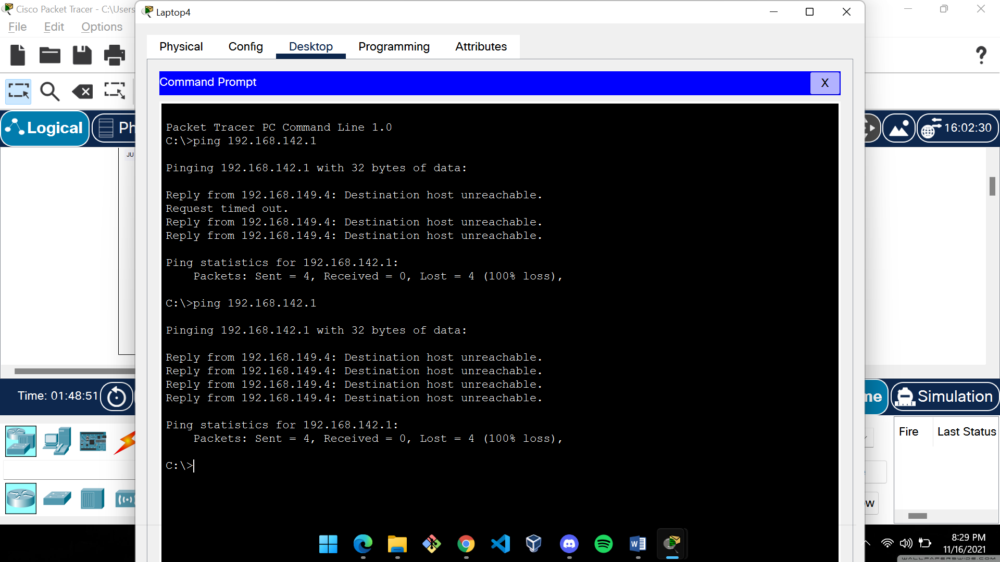 Cisco Packet Tracer - C:\Users
Laptop4
File Edit Options
Physical Config Desktop Programming Attributes
Command Prompt
X
Logical
Ph
16:02:30
JU
Packet Tracer PC Command Line 1.0
C:\>ping 192.168.142.1
Pinging 192.168.142.1 with 32 bytes of data:
Reply from 192.168.149.4: Destination host unreachable.
Request timed out.
Reply from 192.168.149.4: Destination host unreachable.
Reply from 192.168.149.4: Destination host unreachable.
Ping statistics for 192.168.142.1:
Packets: Sent = 4, Received = 0, Lost = 4 (100% loss),
C:\>ping 192.168.142.1
Pinging 192.168.142.1 with 32 bytes of data:
Reply from 192.168.149.4: Destination host unreachable.
Reply from 192.168.149.4: Destination host unreachable.
Reply from 192.168.149.4: Destination host unreachable.
Reply from 192.168.149.4: Destination host unreachable.
Ping statistics for 192.168.142.1:
Packets: Sent = 4, Received = 0, Lost = 4 (100% loss),
C:\>
Time: 01:48:51
me
Simulation
Fire Last Status
w
8:29 PM
11/16/2021
WALLPAPERSWIDE.COM